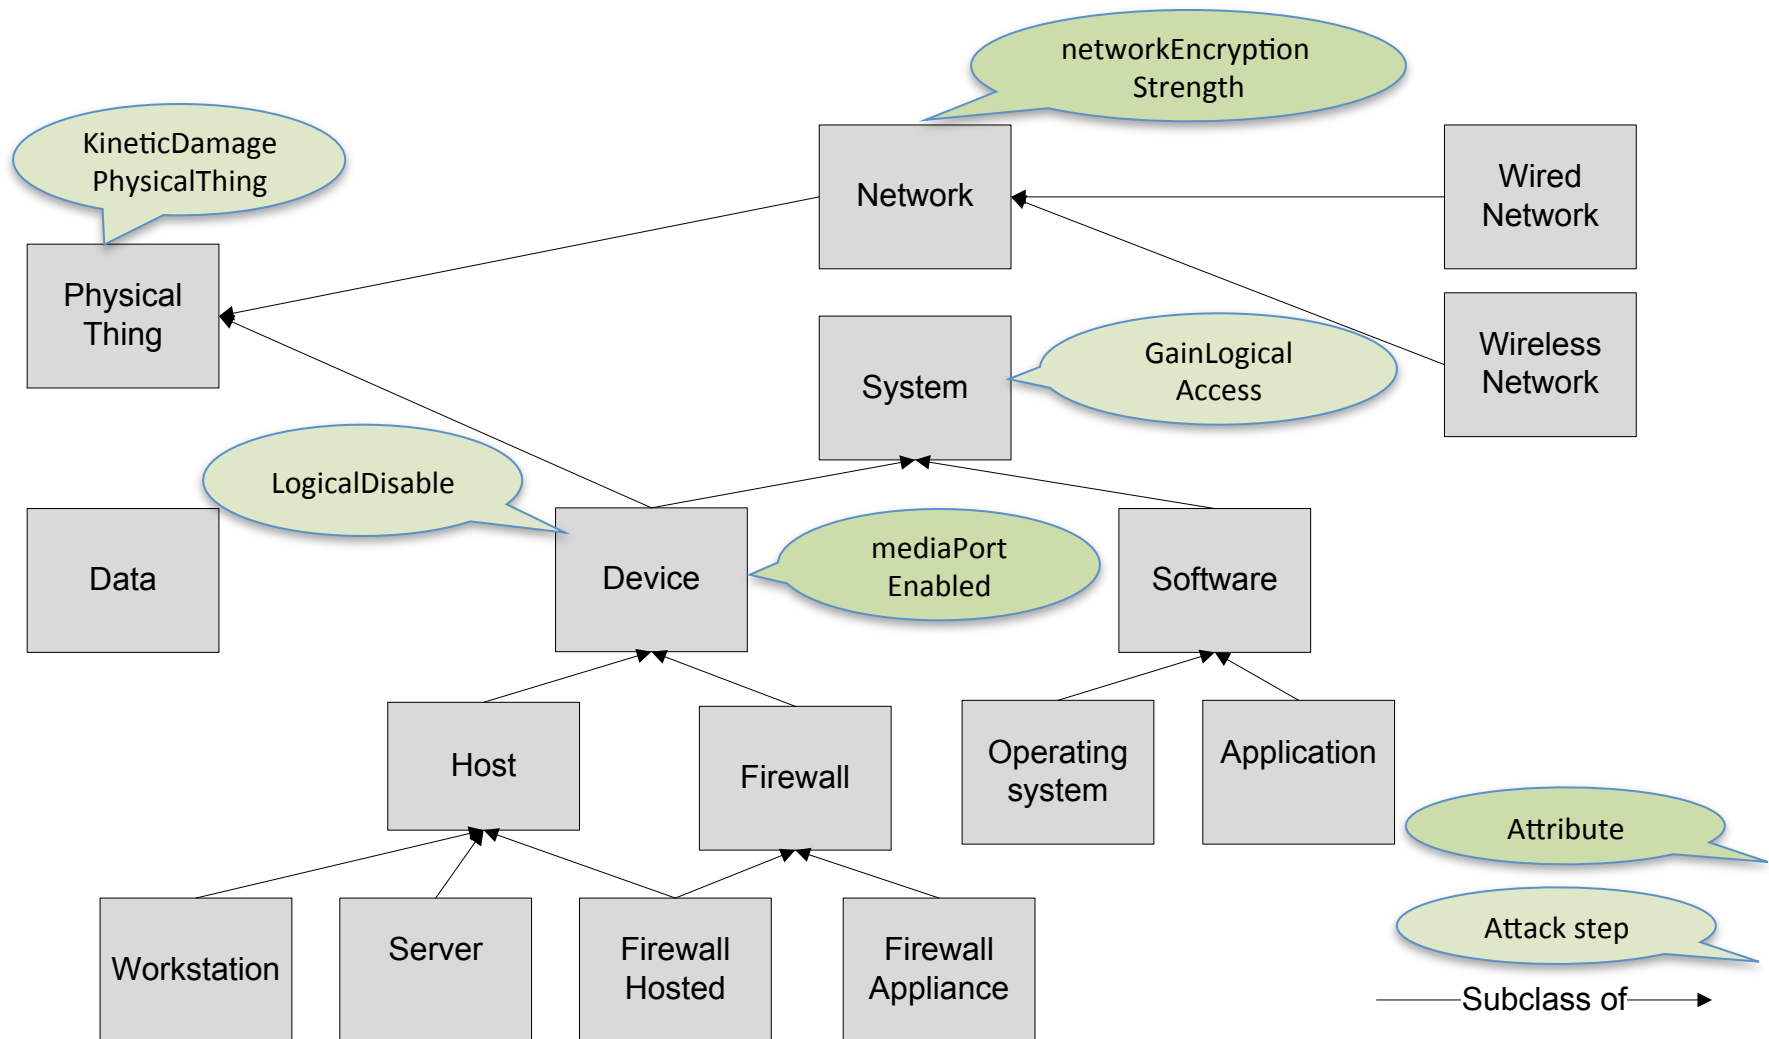 networkEncryption
Strength
KineticDamage
PhysicalThing
Network
Wired
Network
Physical
Thing
System
GainLogical
Access
Wireless
Network
LogicalDisable
Data
Device
mediaPort
Enabled
Software
Host
Firewall
Operating
system
Application
Attribute
Workstation
Server
Firewall
Hosted
Firewall
Appliance
Attack step
Subclass of